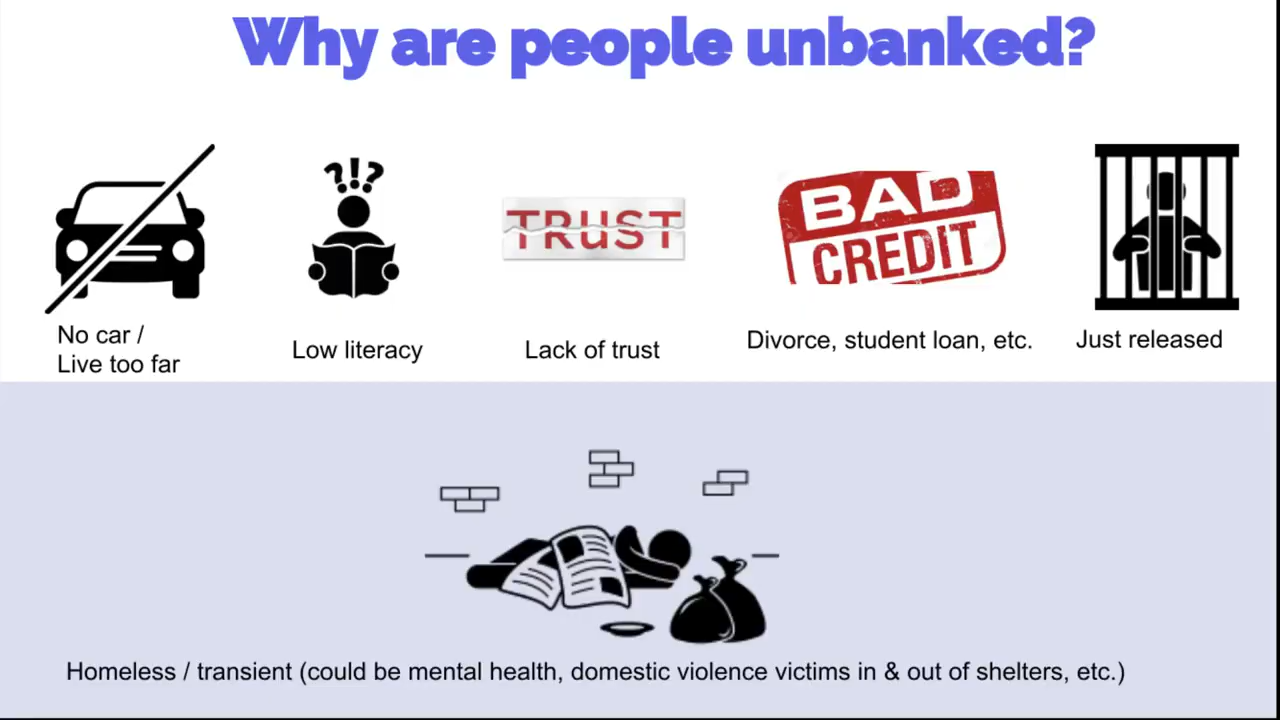 Why are people unbanked?
?!?
TRUST
BAD
CREDIT
No car /
Live too far
Low literacy
Lack of trust
Divorce, student loan, etc.
Just released
Homeless / transient (could be mental health, domestic violence victims in & out of shelters, etc.)